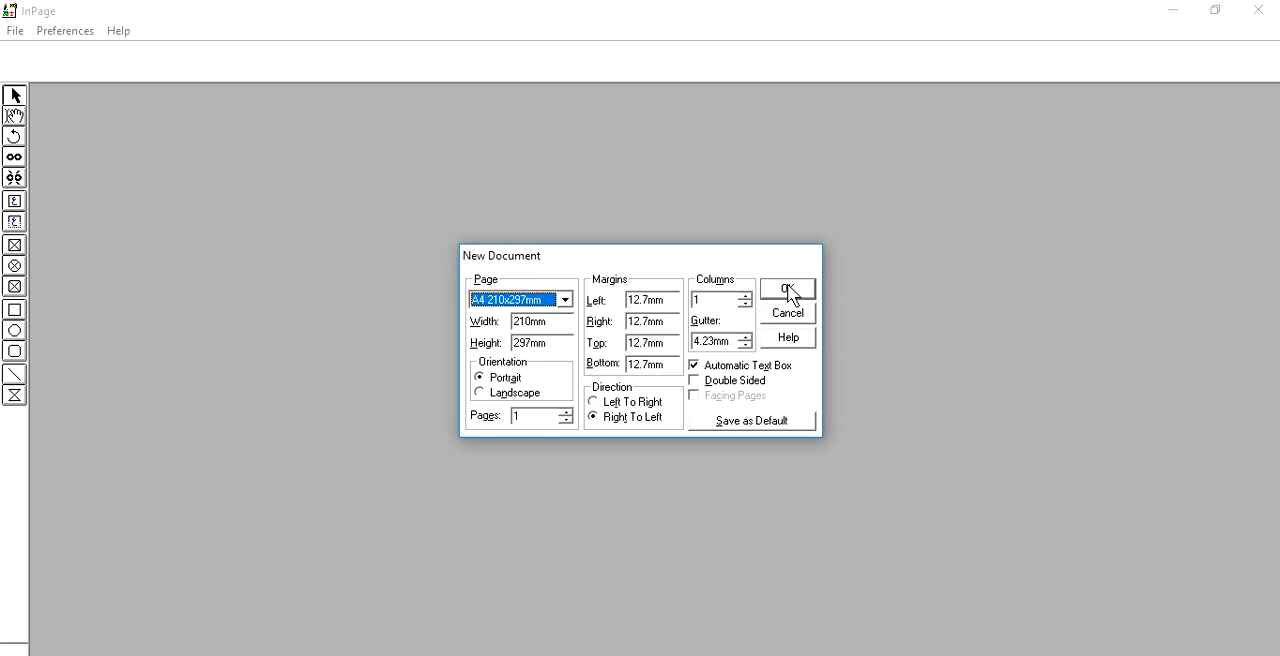 InPage
File Preferences Help
New Document
Page
A4 210x297mm
Width: 210mm
Height: 297mm
Orientation
Portrait
Landscape
Pages: 1
Margins
Left: 12.7mm
Right: 12.7mm
Top: 12.7mm
Bottom: 12.7mm
Direction
Left To Right
Right To Left
Columns
1
Gutter:
4.23mm
Automatic Text Box
Double Sided
Facing Pages
Save as Default
Cancel
Help